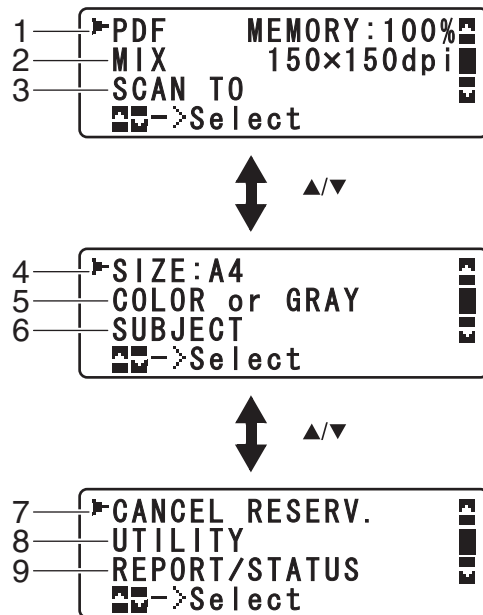 1 PDF MEMORY:100%
2 MIX 150×150dpi
3 SCAN TO
->Select
▲/▼
4 SIZE:A4
5 COLOR or GRAY
6 SUBJECT
->Select
▲/▼
7 CANCEL RESERV.
8 UTILITY
9 REPORT/STATUS
->Select